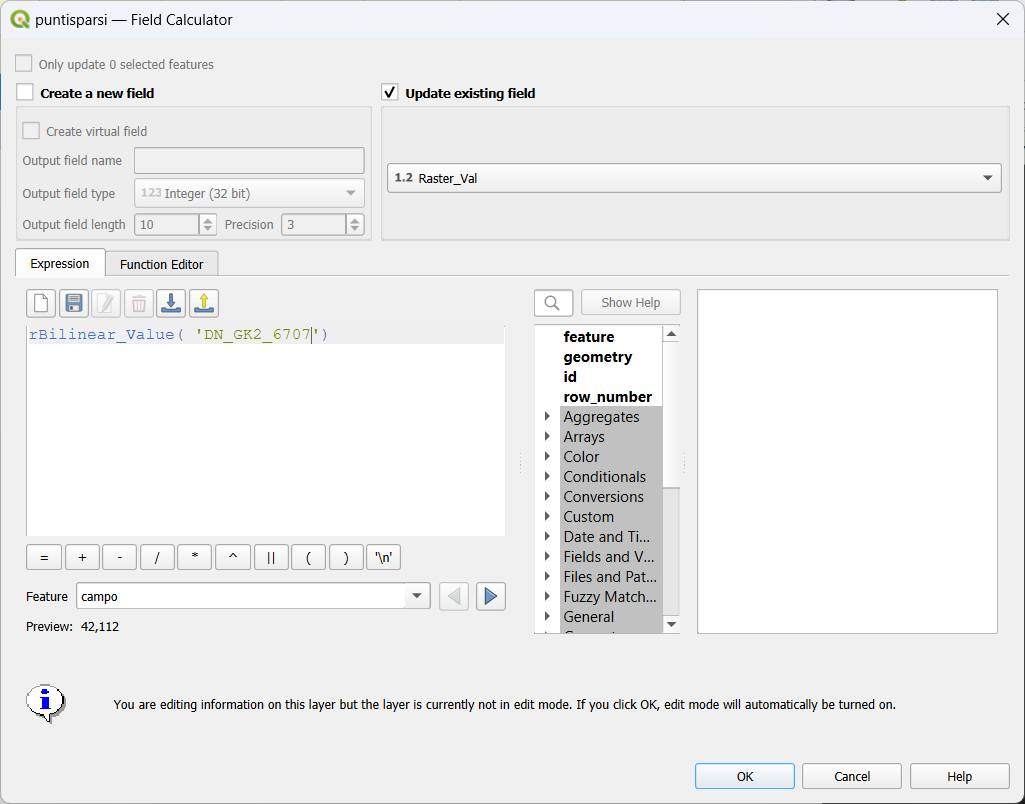 puntisparsi — Field Calculator
Only update 0 selected features
Create a new field
Update existing field
Create virtual field
Output field name
Output field type 123 Integer (32 bit)
Output field length 10 Precision 3
1.2 Raster_Val
Expression Function Editor
Show Help
rBilinear_Value( 'DN_GK2_6707')
feature
geometry
id
row_number
Aggregates
Arrays
Color
Conditionals
Conversions
Custom
Date and Ti...
Fields and V...
Files and Pat...
Fuzzy Match...
General
= + - / * ^ || ( ) '\n'
Feature campo
Preview: 42,112
You are editing information on this layer but the layer is currently not in edit mode. If you click OK, edit mode will automatically be turned on.
OK Cancel Help